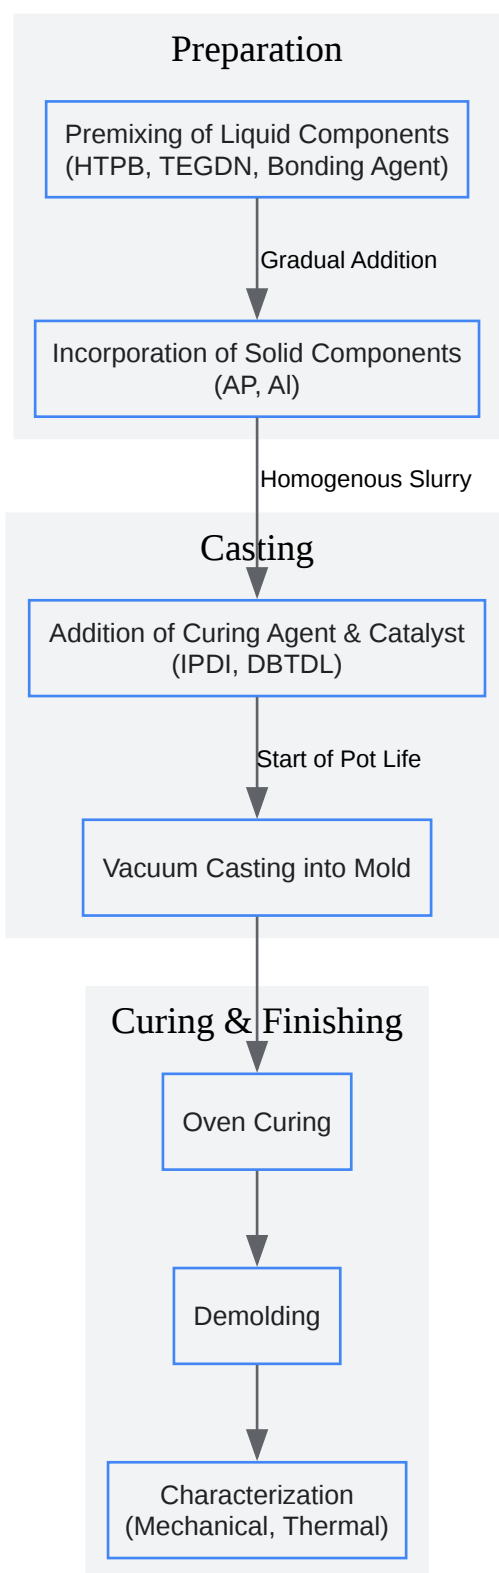 Preparation
Premixing of Liquid Components
(HTPB, TEGDN, Bonding Agent)
Gradual Addition
Incorporation of Solid Components
(AP, Al)
Homogenous Slurry
Casting
Addition of Curing Agent & Catalyst
(IPDI, DBTDL)
Start of Pot Life
Vacuum Casting into Mold
Curing & Finishing
Oven Curing
Demolding
Characterization
(Mechanical, Thermal)